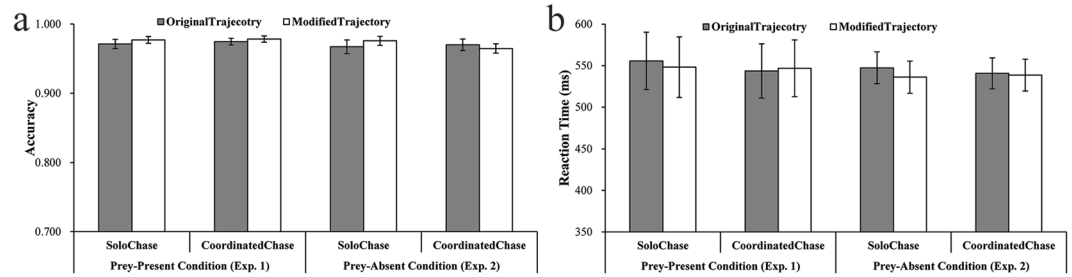 a
OriginalTrajecotry ModifiedTrajectory
1.000
0.900
0.800
0.700
Accuracy
SoloChase CoordinatedChase SoloChase CoordinatedChase
Prey-Present Condition (Exp. 1) Prey-Absent Condition (Exp. 2)
b
OriginalTrajecotry ModifiedTrajectory
600
550
500
450
400
350
Reaction Time (ms)
SoloChase CoordinatedChase SoloChase CoordinatedChase
Prey-Present Condition (Exp. 1) Prey-Absent Condition (Exp. 2)